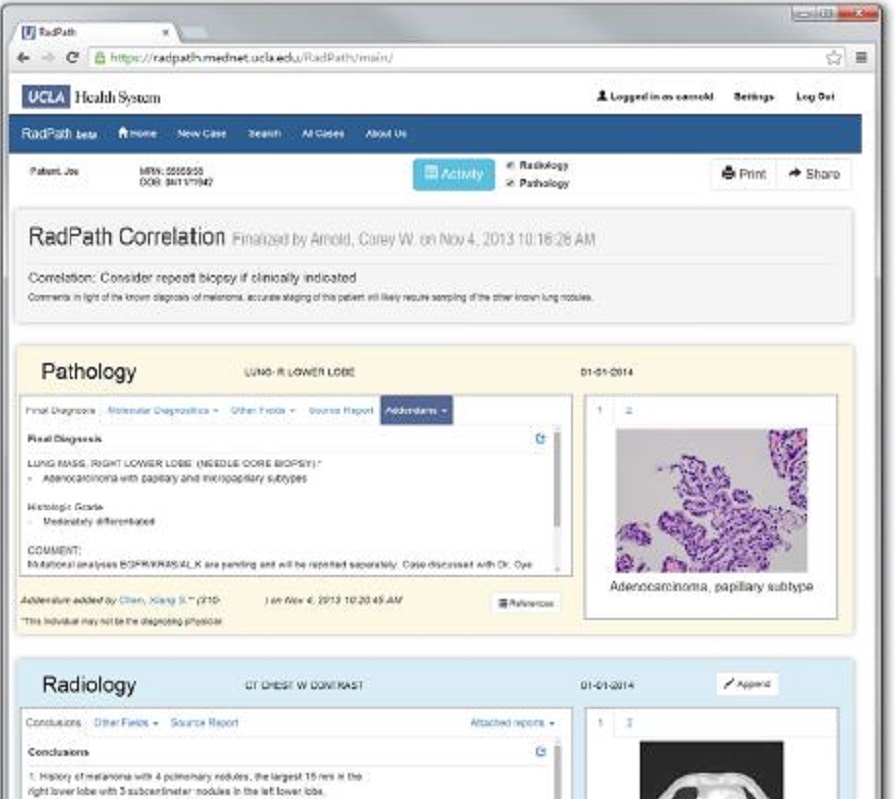 RadPath
https://radpath.mednet.ucla.edu/RadPath/main/
UCLA Health System
Logged in as carnold Settings Log Out
RadPath beta Home New Case Search All Cases About Us
Patient, Joe
MRN: 5555555
DOB: 04/11/1942
Activity
Radiology
Pathology
Print
Share
RadPath Correlation Finalized by Arnold, Corey W. on Nov 4, 2013 10:16:26 AM
Correlation: Consider repeatt biopsy if clinically indicated
Comments: In light of the known diagnosis of melanoma, accurate staging of this patient will likely require sampling of the other known lung nodules.
Pathology LUNG- R LOWER LOBE 01-01-2014
Final Diagnosis Molecular Diagnostics Other Fields Source Report Addendums
1 2
Final Diagnosis
LUNG MASS, RIGHT LOWER LOBE (NEEDLE CORE BIOPSY):*
- Adenocarcinoma with papillary and micropapillary subtypes
Histologic Grade
- Moderately differentiated
COMMENT:
Mutational analyses EGFR/KRAS/ALK are pending and will be reported separately. Case discussed with Dr. Oye
Adenocarcinoma, papillary subtype
Addendum added by Chen, Xiang S.** (310- ) on Nov 4, 2013 10:20:45 AM
References
*This individual may not be the diagnosing physician
Radiology CT CHEST W CONTRAST 01-01-2014 Append
Conclusions Other Fields Source Report Attached reports
1 2
Conclusions
1. History of melanoma with 4 pulmonary nodules, the largest 15 mm in the
right lower lobe with 3 subcentimeter nodules in the left lower lobe,